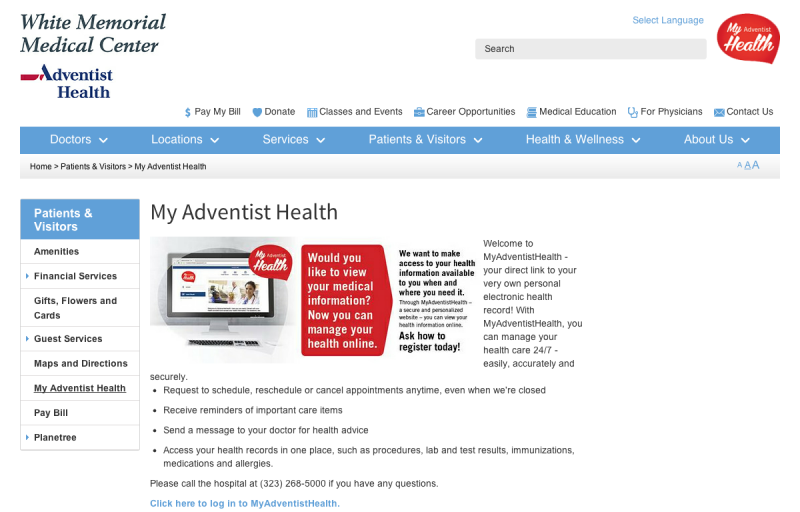 White Memorial
Medical Center
Adventist
Health
Select Language
Search
My Adventist
Health
$ Pay My Bill
Donate
Classes and Events
Career Opportunities
Medical Education
For Physicians
Contact Us
Doctors
Locations
Services
Patients & Visitors
Health & Wellness
About Us
Home > Patients & Visitors > My Adventist Health
A A A
Patients &
Visitors
Amenities
Financial Services
Gifts, Flowers and
Cards
Guest Services
Maps and Directions
My Adventist Health
Pay Bill
Planetree
My Adventist Health
My Adventist
Health
Would you
like to view
your medical
information?
Now you can
manage your
health online.
We want to make
access to your health
information available
to you when and
where you need it.
Through MyAdventistHealth –
a secure and personalized
website – you can view your
health information online.
Ask how to
register today!
Welcome to
MyAdventistHealth -
your direct link to your
very own personal
electronic health
record! With
MyAdventistHealth, you
can manage your
health care 24/7 -
easily, accurately and
securely.
• Request to schedule, reschedule or cancel appointments anytime, even when we're closed
• Receive reminders of important care items
• Send a message to your doctor for health advice
• Access your health records in one place, such as procedures, lab and test results, immunizations,
medications and allergies.
Please call the hospital at (323) 268-5000 if you have any questions.
Click here to log in to MyAdventistHealth.